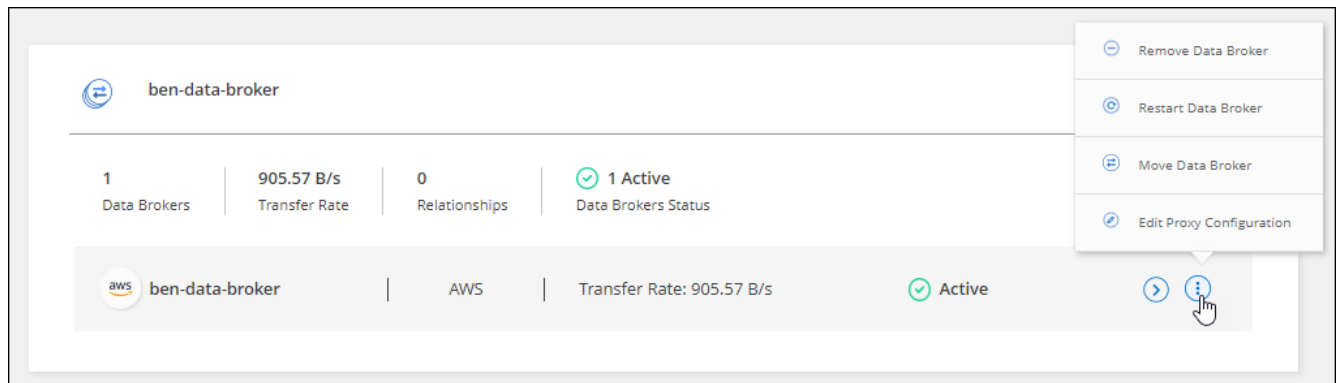 Remove Data Broker
ben-data-broker
Restart Data Broker
Move Data Broker
1 905.57 B/s 0 1 Active
Data Brokers Transfer Rate Relationships Data Brokers Status
Edit Proxy Configuration
aws ben-data-broker AWS Transfer Rate: 905.57 B/s Active